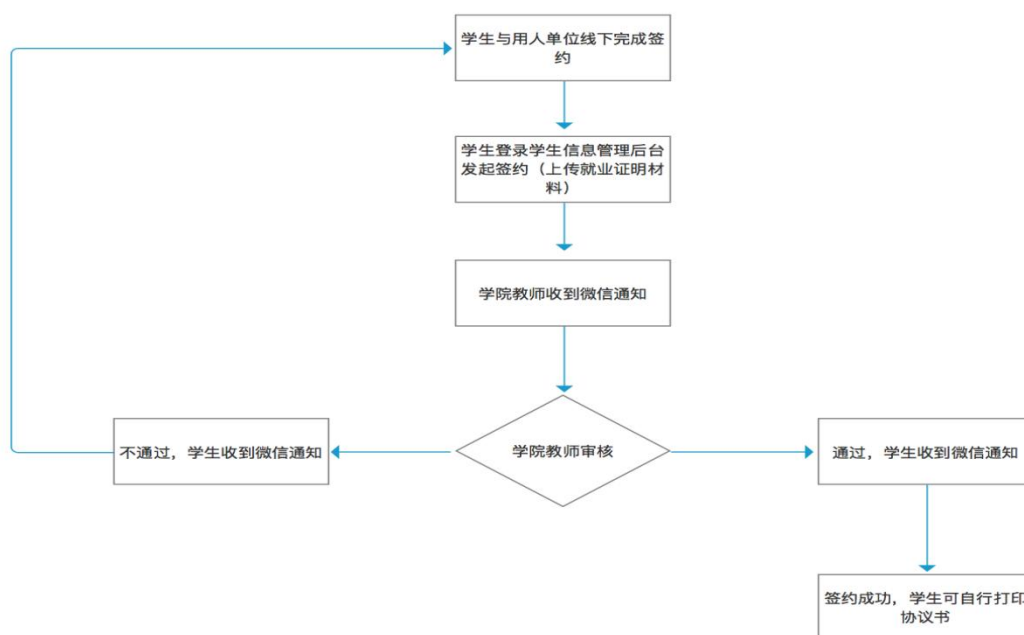 学生与用人单位线下完成签
约
学生登录学生信息管理后台
发起签约（上传就业证明材
料）
学院教师收到微信通知
不通过，学生收到微信通知
学院教师审核
通过，学生收到微信通知
签约成功，学生可自行打印
协议书